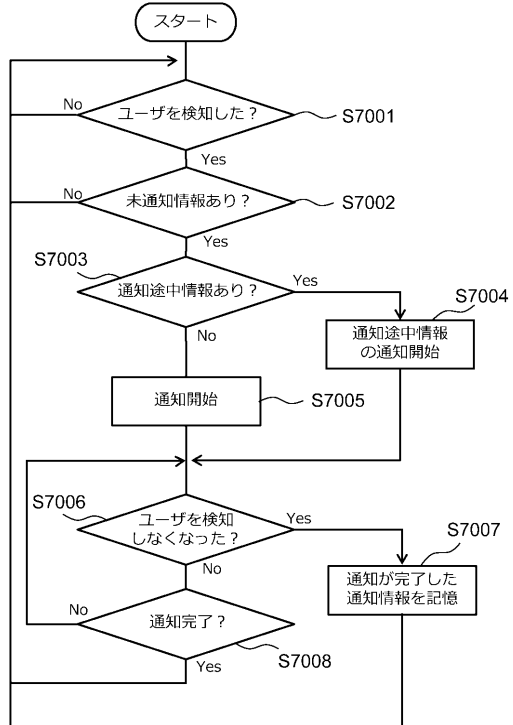 スタート
No
ユーザを検知した？
S7001
Yes
No
未通知情報あり？
S7002
Yes
S7003
通知途中情報あり？
Yes
S7004
通知途中情報
の通知開始
No
通知開始
S7005
S7006
ユーザを検知
しなくなった？
Yes
S7007
通知が完了した
通知情報を記憶
No
No
通知完了？
S7008
Yes